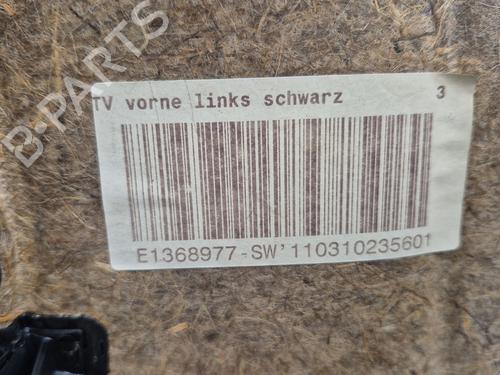 B-PARTS
TV vorne links schwarz 3
E1368977-SW'110310235601